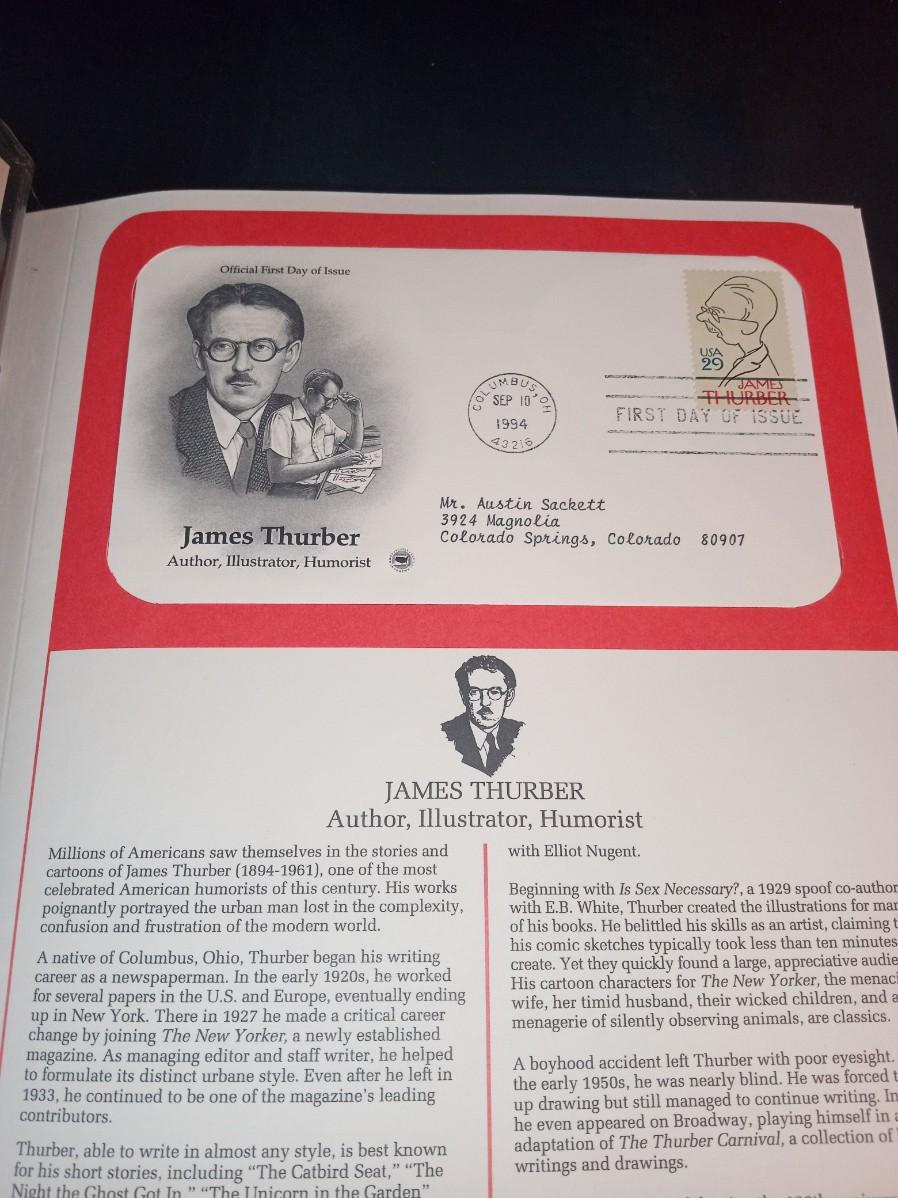 Official First Day of Issue
USA
29
JAMES
THURBER
COLUMBUS, OH
SEP 10
1994
43216
FIRST DAY OF ISSUE
Mr. Austin Sackett
3924 Magnolia
Colorado Springs, Colorado 80907
James Thurber
Author, Illustrator, Humorist
JAMES THURBER
Author, Illustrator, Humorist
Millions of Americans saw themselves in the stories and
cartoons of James Thurber (1894-1961), one of the most
celebrated American humorists of this century. His works
poignantly portrayed the urban man lost in the complexity,
confusion and frustration of the modern world.
A native of Columbus, Ohio, Thurber began his writing
career as a newspaperman. In the early 1920s, he worked
for several papers in the U.S. and Europe, eventually ending
up in New York. There in 1927 he made a critical career
change by joining The New Yorker, a newly established
magazine. As managing editor and staff writer, he helped
to formulate its distinct urbane style. Even after he left in
1933, he continued to be one of the magazine's leading
contributors.
Thurber, able to write in almost any style, is best known
for his short stories, including "The Catbird Seat," "The
Night the Ghost Got In," "The Unicorn in the Garden"
with Elliot Nugent.
Beginning with Is Sex Necessary?, a 1929 spoof co-author
with E.B. White, Thurber created the illustrations for
of his books. He belittled his skills as an artist, claiming
his comic sketches typically took less than ten minutes
create. Yet they quickly found a large, appreciative
His cartoon characters for The New Yorker, the
wife, her timid husband, their wicked children, and a
menagerie of silently observing animals, are classics.
A boyhood accident left Thurber with poor eyesight.
the early 1950s, he was nearly blind. He was forced
up drawing but still managed to continue writing. In
he even appeared on Broadway, playing himself in
adaptation of The Thurber Carnival, a collection of
writings and drawings.